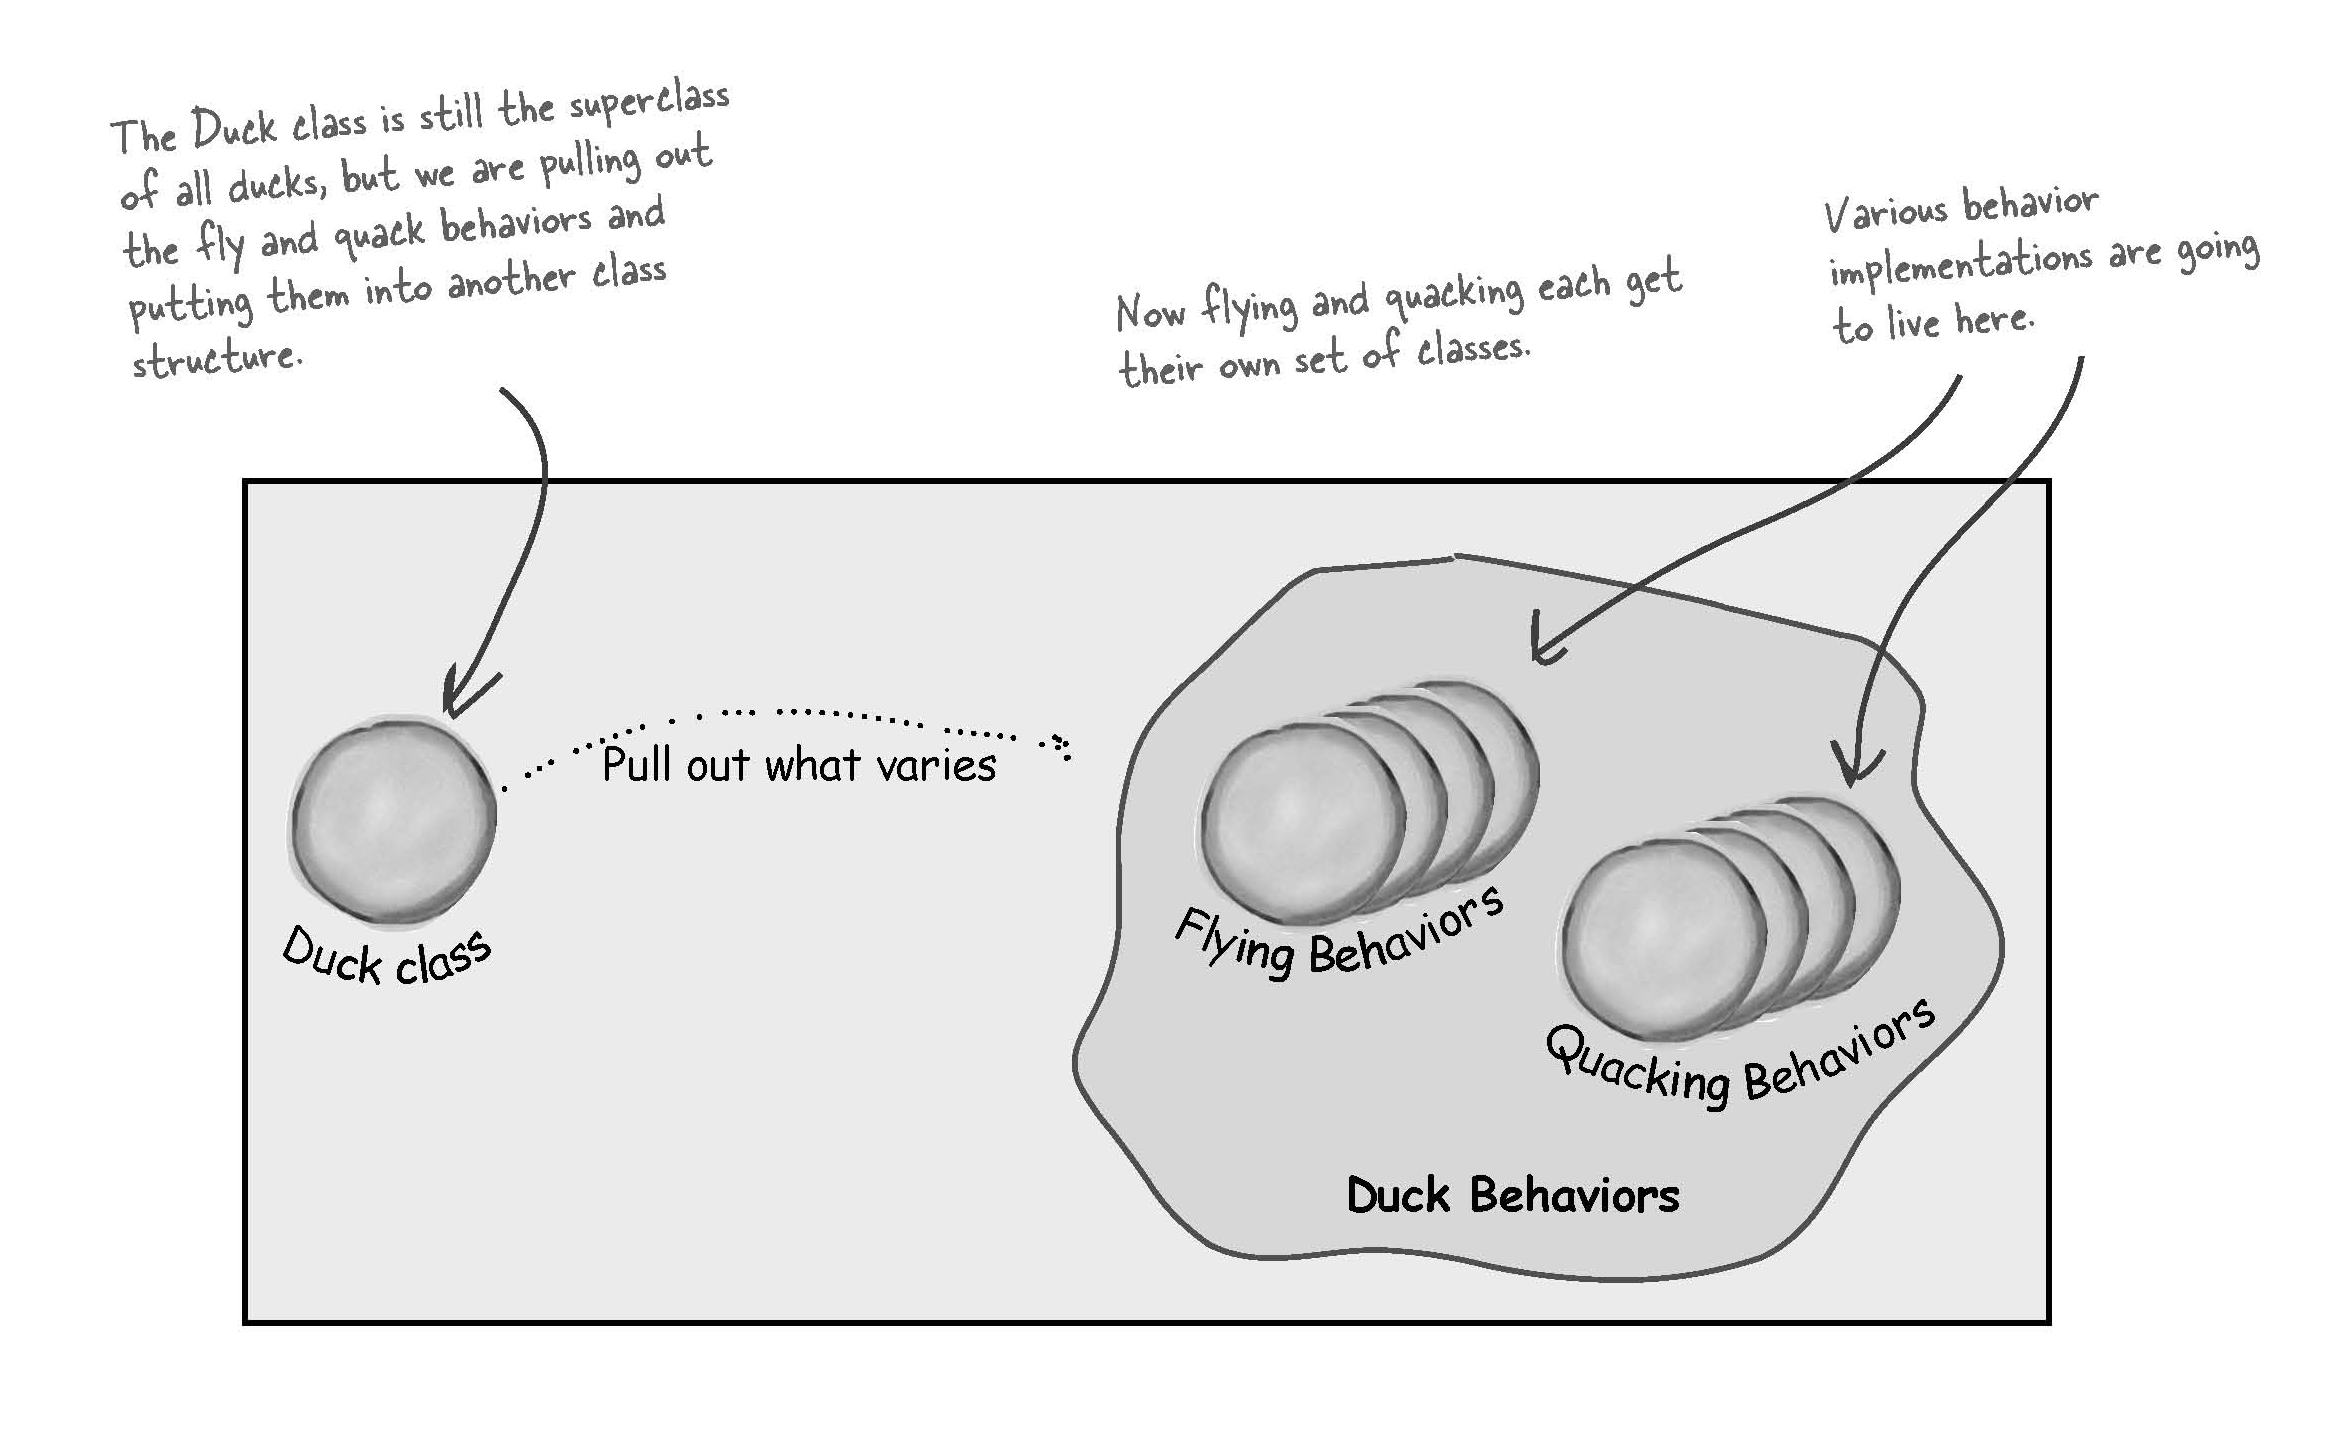 The Duck class is still the superclass
of all ducks, but we are pulling out
the fly and quack behaviors and
putting them into another class
structure.
Now flying and quacking each get
their own set of classes.
Various behavior
implementations are going
to live here.
Pull out what varies
Duck class
Flying Behaviors
Quacking Behaviors
Duck Behaviors